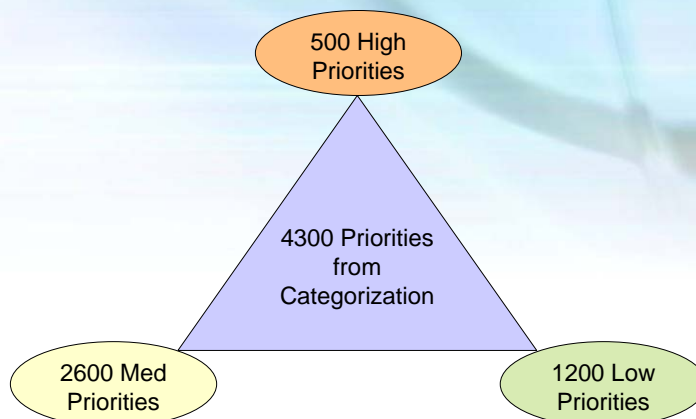 500 High
Priorities
4300 Priorities
from
Categorization
2600 Med
Priorities
1200 Low
Priorities